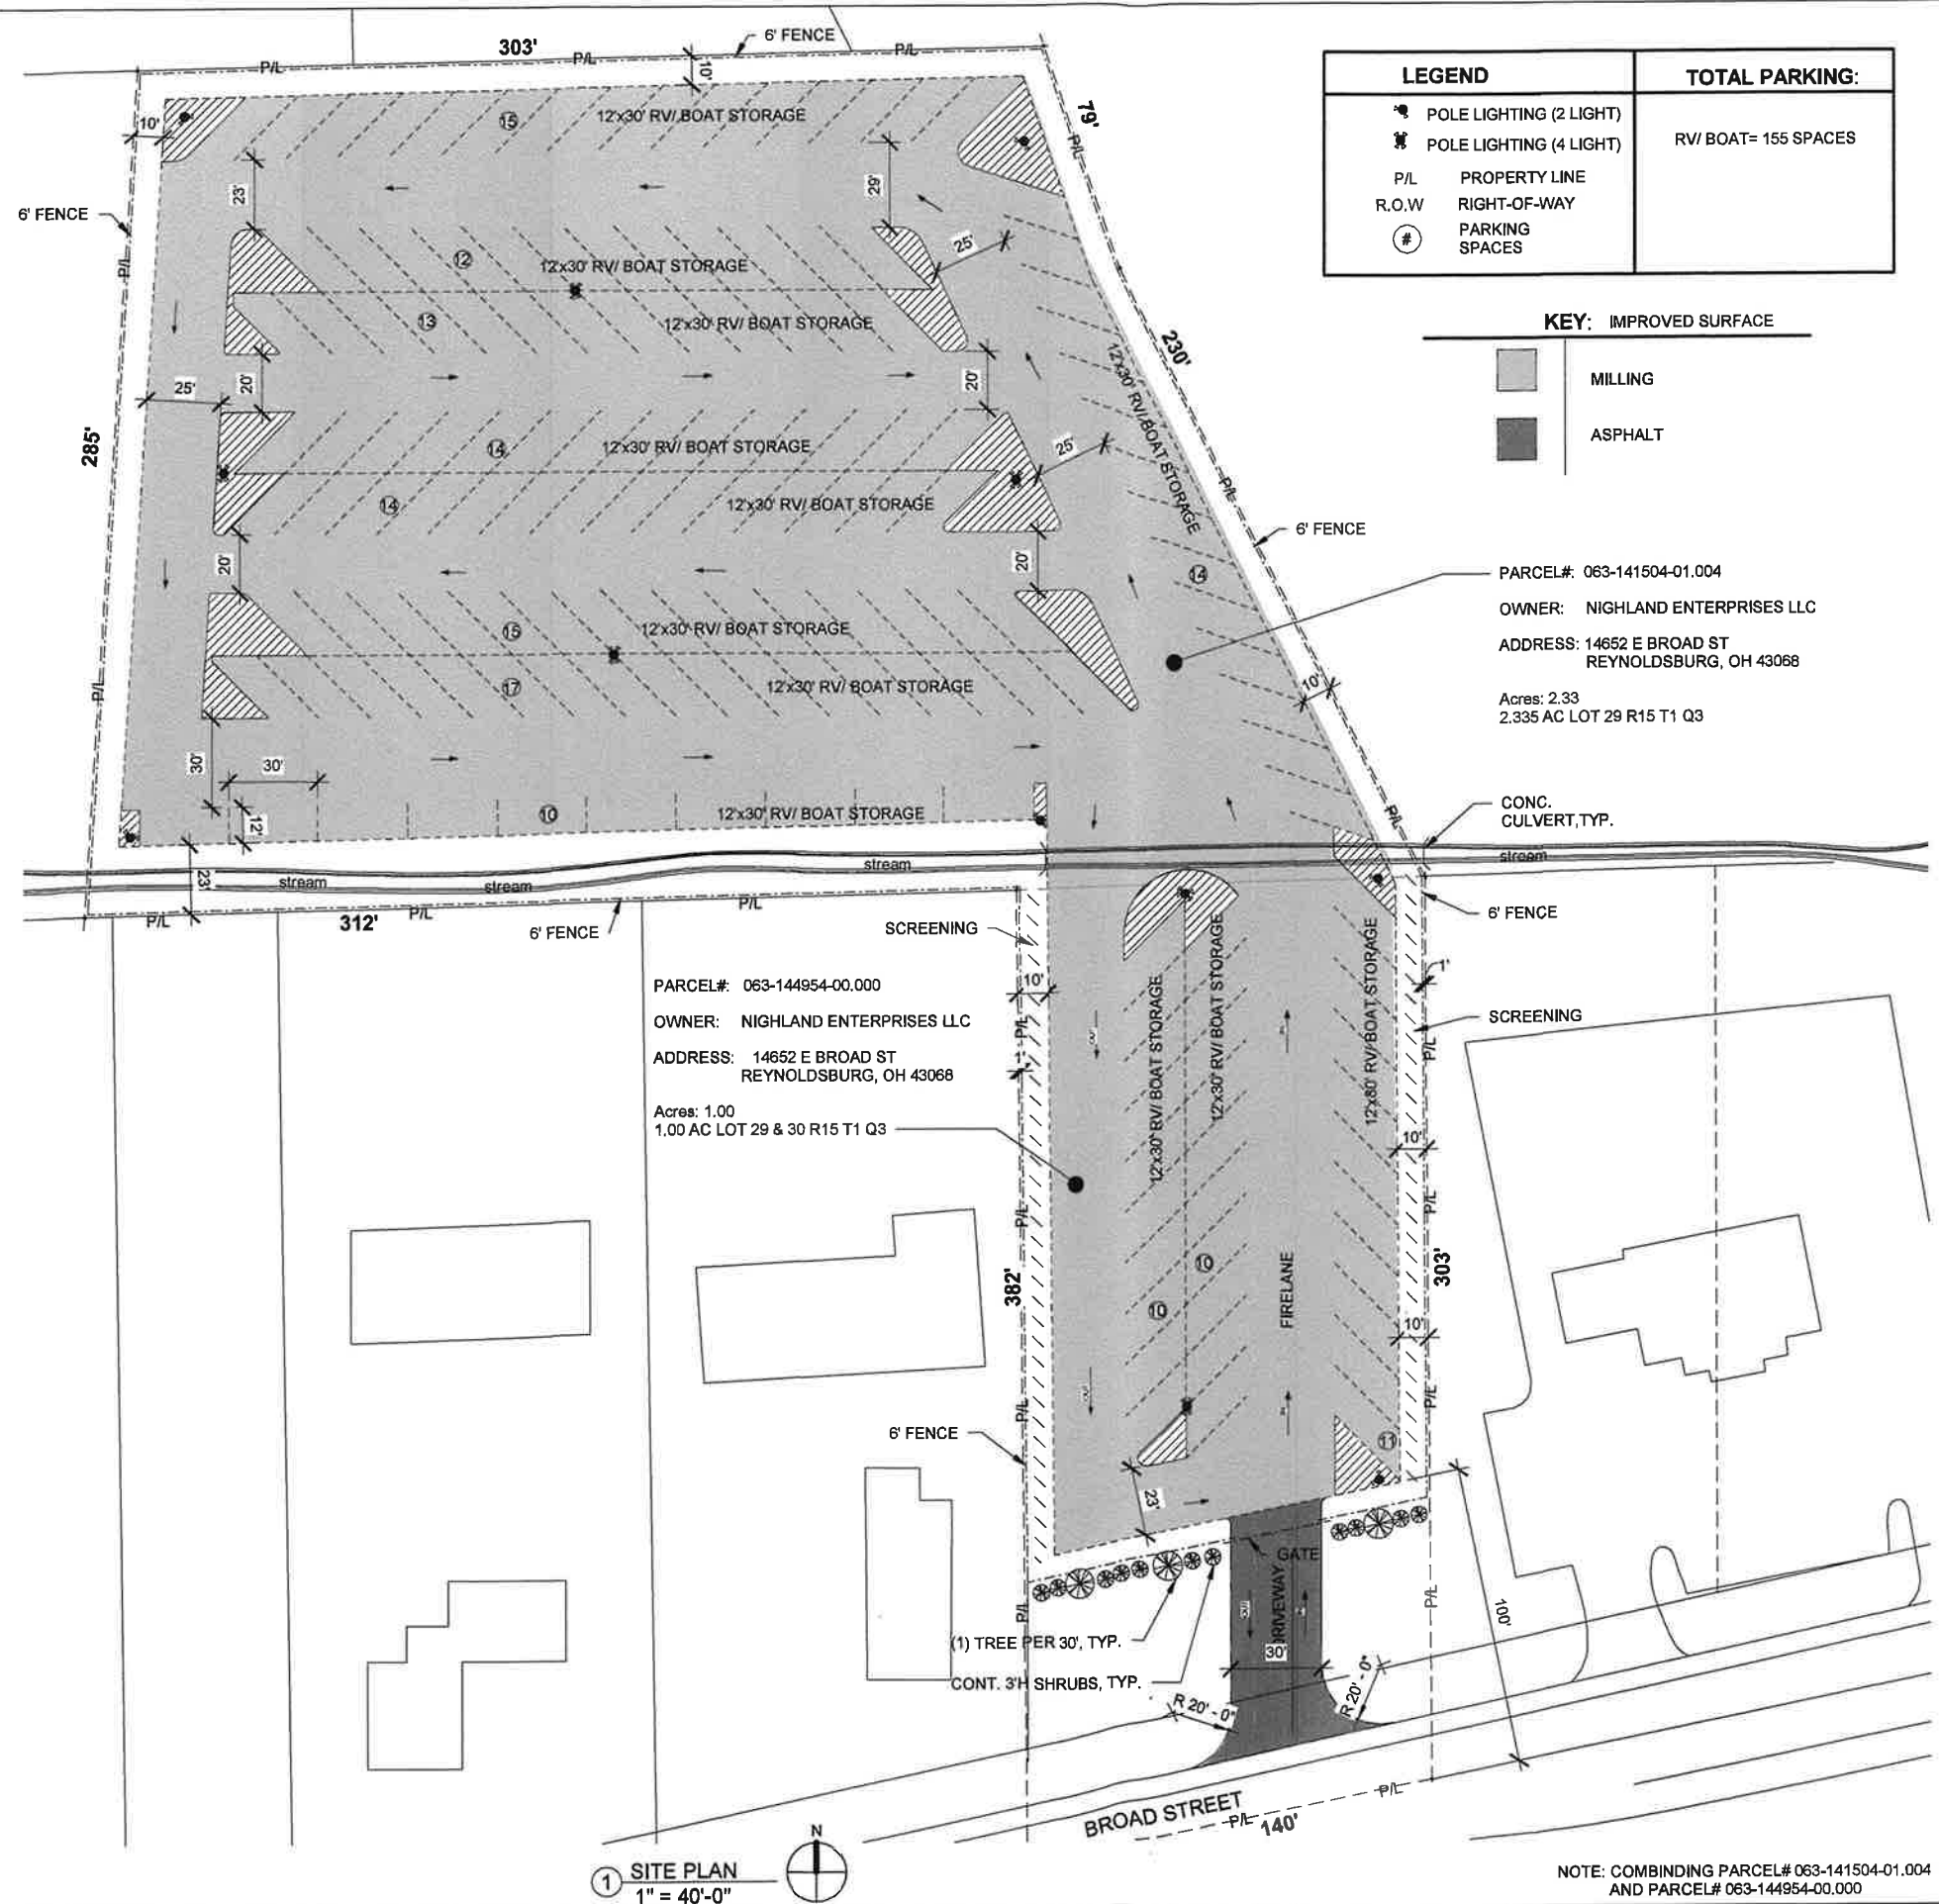 303'
P/L
P/L
6' FENCE
P/L
10'
10'
79'
P/L
15
12'x30' RV/ BOAT STORAGE
23'
29'
6' FENCE
P/L
25'
12
12'x30' RV/ BOAT STORAGE
13
12'x30' RV/ BOAT STORAGE
20'
20'
25'
285'
230'
12'x30' RV/BOAT STORAGE
14
12'x30' RV/ BOAT STORAGE
25'
14
12'x30' RV/ BOAT STORAGE
P/L
6' FENCE
20'
20'
14
15
12'x30' RV/ BOAT STORAGE
17
12'x30' RV/ BOAT STORAGE
P/L
10'
30'
30'
12'
10
12'x30' RV/ BOAT STORAGE
P/L
LEGEND
TOTAL PARKING:
POLE LIGHTING (2 LIGHT)
POLE LIGHTING (4 LIGHT)
RV/ BOAT= 155 SPACES
P/L PROPERTY LINE
R.O.W RIGHT-OF-WAY
# PARKING
SPACES
KEY: IMPROVED SURFACE
MILLING
ASPHALT
PARCEL#: 063-141504-01.004
OWNER: NIGHLAND ENTERPRISES LLC
ADDRESS: 14652 E BROAD ST
REYNOLDSBURG, OH 43068
Acres: 2.33
2.335 AC LOT 29 R15 T1 Q3
CONC.
CULVERT,TYP.
stream
stream
stream
stream
23'
P/L
312'
P/L
P/L
6' FENCE
SCREENING
6' FENCE
PARCEL#: 063-144954-00.000
OWNER: NIGHLAND ENTERPRISES LLC
ADDRESS: 14652 E BROAD ST
REYNOLDSBURG, OH 43068
Acres: 1.00
1.00 AC LOT 29 & 30 R15 T1 Q3
10'
P/L
1'
OUT
12'x30' RV/ BOAT STORAGE
12'x30' RV/ BOAT STORAGE
12'x80' RV/ BOAT STORAGE
1'
SCREENING
P/L
10'
P/L
P/L
382'
10
10
FIRELANE
303'
10'
P/L
P/L
OUT
6' FENCE
11
23'
GATE
DRIVEWAY
OUT
30'
P/L
P/L
100'
(1) TREE PER 30', TYP.
CONT. 3'H SHRUBS, TYP.
R 20' - 0"
R 20' - 0"
BROAD STREET
P/L
140'
P/L
N
1 SITE PLAN
1" = 40'-0"
NOTE: COMBINDING PARCEL# 063-141504-01.004
AND PARCEL# 063-144954-00.000